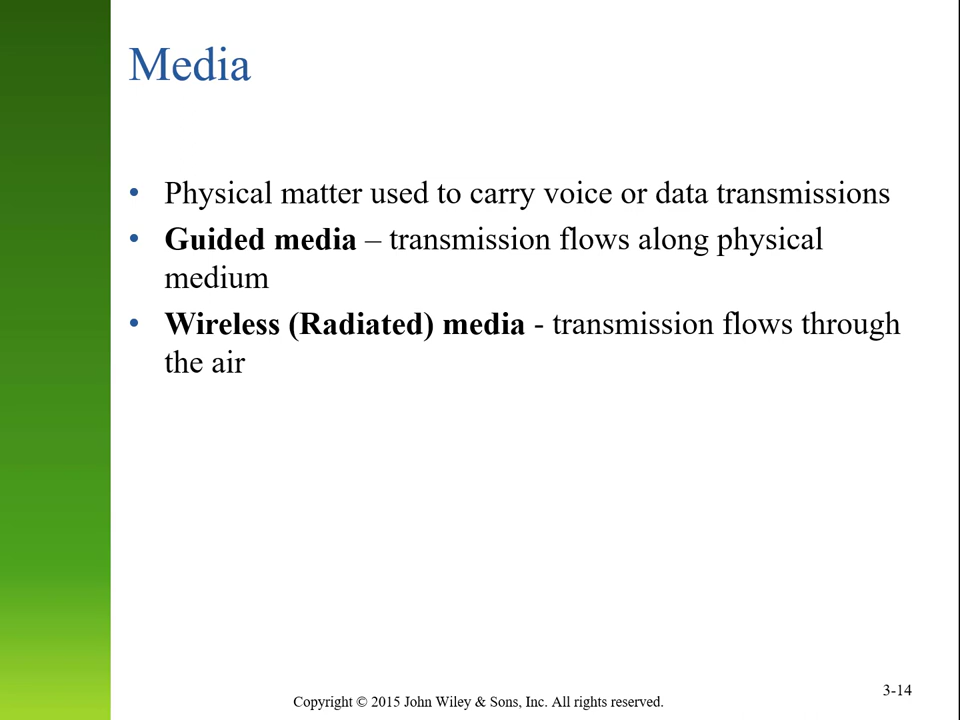 Media
• Physical matter used to carry voice or data transmissions
• Guided media – transmission flows along physical
medium
• Wireless (Radiated) media - transmission flows through
the air
3-14
Copyright © 2015 John Wiley & Sons, Inc. All rights reserved.